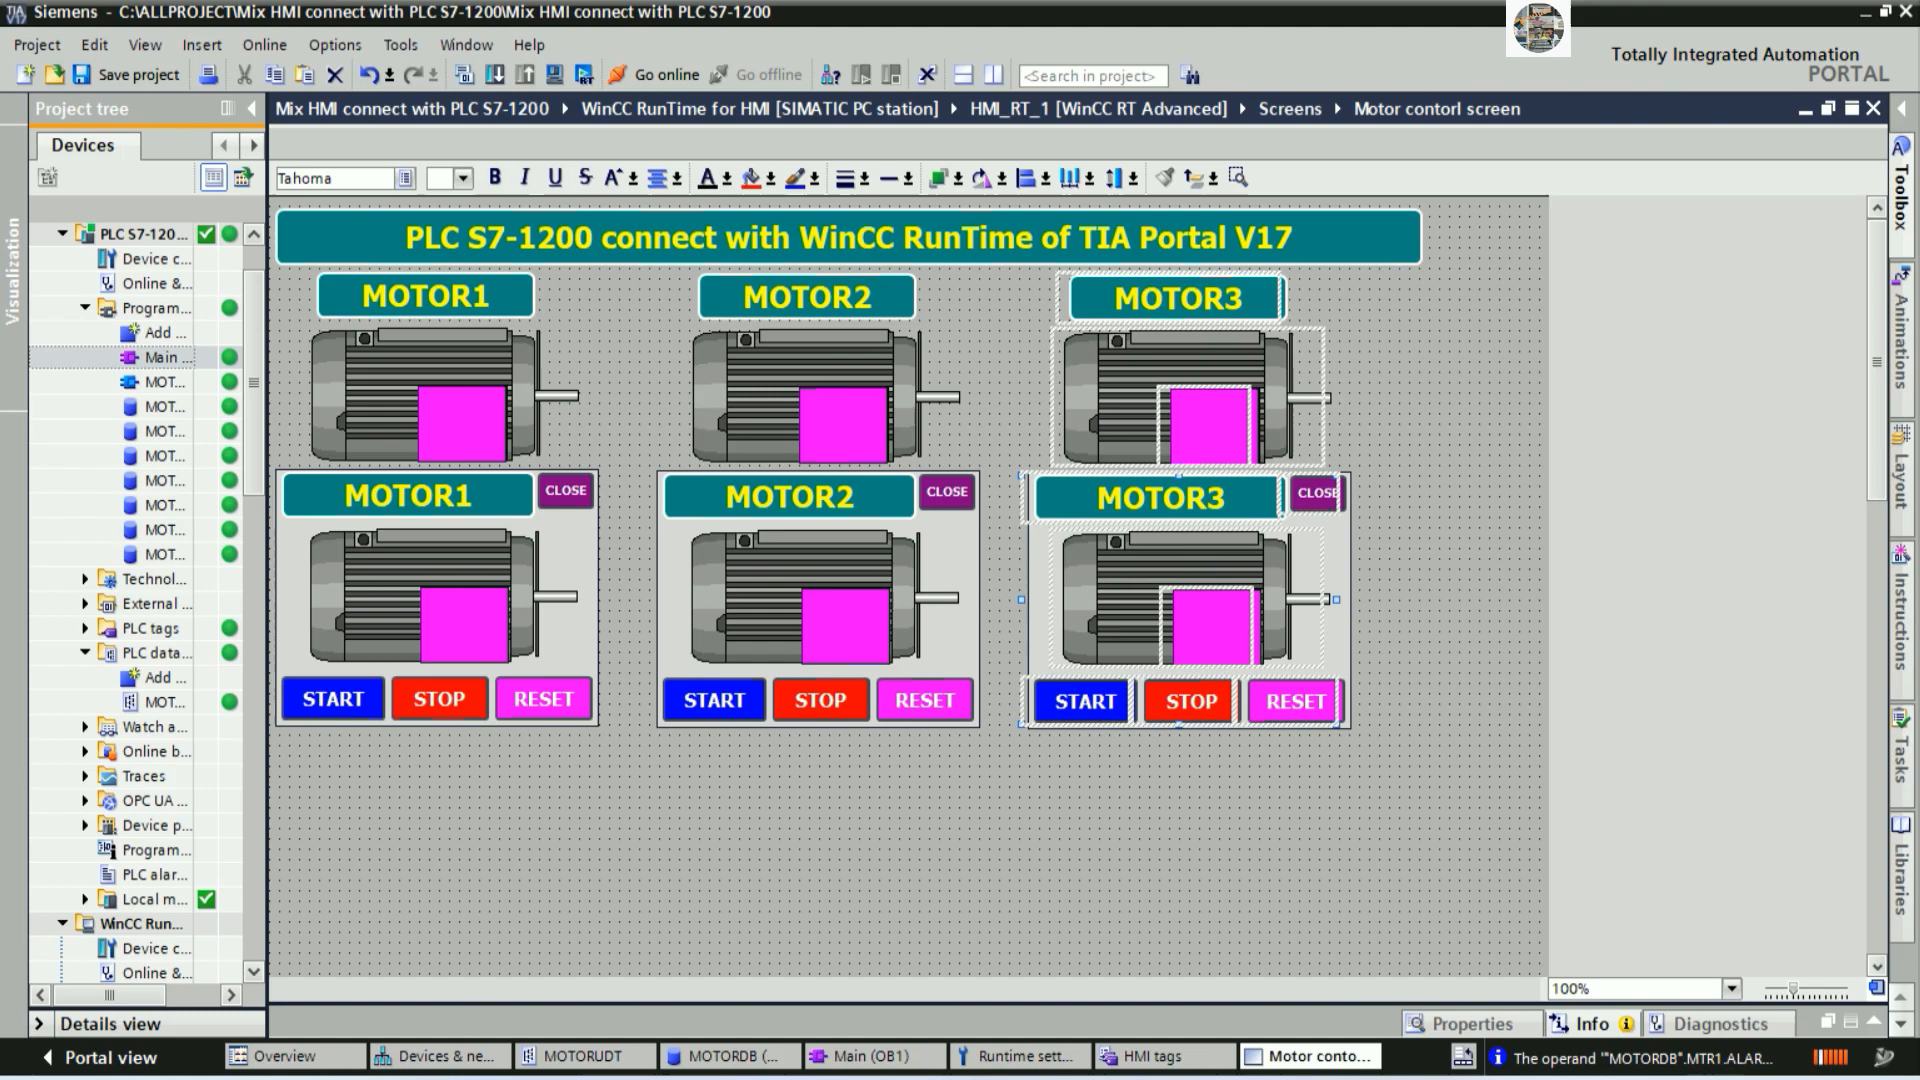 Siemens - C:\ALLPROJECT\Mix HMI connect with PLC S7-1200\Mix HMI connect with PLC S7-1200
Project Edit View Insert Online Options Tools Window Help
Totally Integrated Automation
PORTAL
Save project Go online Go offline <Search in project>
Project tree
Mix HMI connect with PLC S7-1200 WinCC RunTime for HMI [SIMATIC PC station] HMI_RT_1 [WinCC RT Advanced] Screens Motor contorl screen
Devices
Tahoma B I U S A
PLC S7-120...
Device c...
Online &...
Program...
Add ...
Main ...
MOT...
MOT...
MOT...
MOT...
MOT...
MOT...
MOT...
MOT...
Technol...
External ...
PLC tags
PLC data...
Add ...
MOT...
Watch a...
Online b...
Traces
OPC UA ...
Device p...
Program...
PLC alar...
Local m...
WinCC Run...
Device c...
Online &...
Details view
Visualization
PLC S7-1200 connect with WinCC RunTime of TIA Portal V17
MOTOR1 MOTOR2 MOTOR3
MOTOR1 CLOSE MOTOR2 CLOSE MOTOR3 CLOSE
START STOP RESET START STOP RESET START STOP RESET
Toolbox
Animations
Layout
Instructions
Tasks
Libraries
100%
Properties Info Diagnostics
Portal view Overview Devices & ne... MOTORUDT MOTORDB (... Main (OB1) Runtime sett... HMI tags Motor conto... The operand '"MOTORDB".MTR1.ALAR...